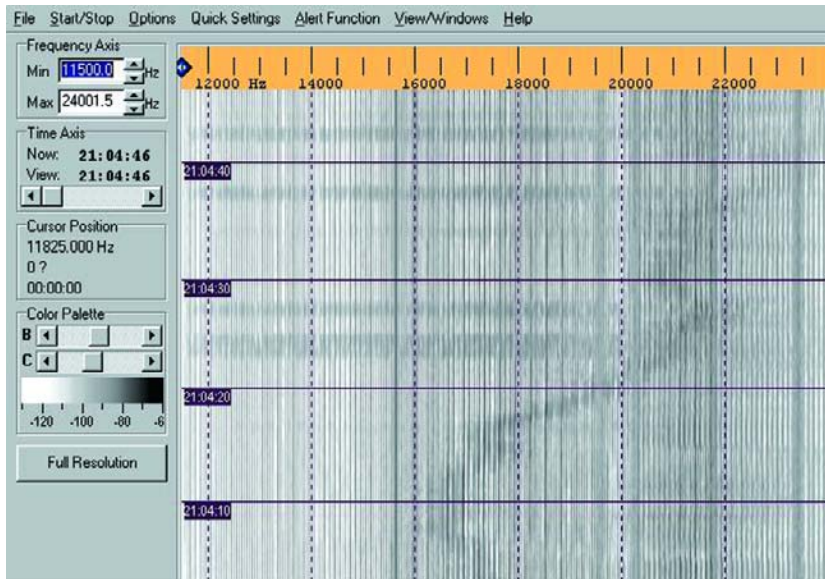 File Start/Stop Options Quick Settings Alert Function View/Windows Help
Frequency Axis
Min 11500.0 Hz
Max 24001.5 Hz
Time Axis
Now: 21:04:46
View: 21:04:46
Cursor Position
11825.000 Hz
0 ?
00:00:00
Color Palette
B
C
-120 -100 -80 -6
Full Resolution
12000 Hz 14000 16000 18000 20000 22000
21:04:40
21:04:30
21:04:20
21:04:10